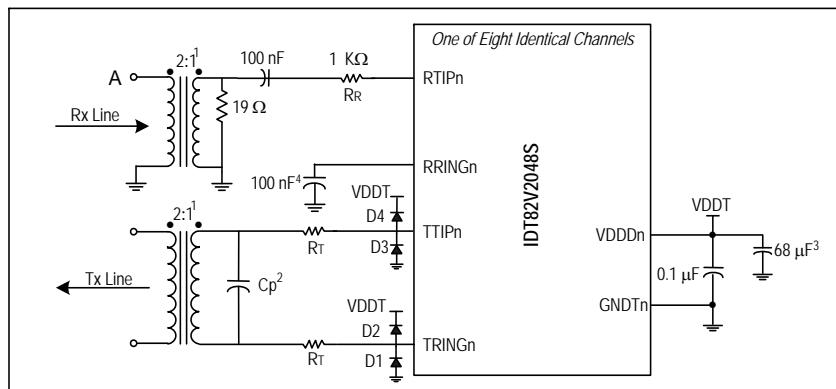 One of Eight Identical Channels
2:1¹
100 nF
1 KΩ
A
RTIPn
RR
19 Ω
Rx Line
RRINGn
100 nF⁴
VDDT
VDDT
2:1¹
D4
TTIPn
IDT82V2048S
VDDDn
RT
D3
68 µF³
Cp²
0.1 µF
Tx Line
VDDT
GNDTn
D2
TRINGn
RT
D1